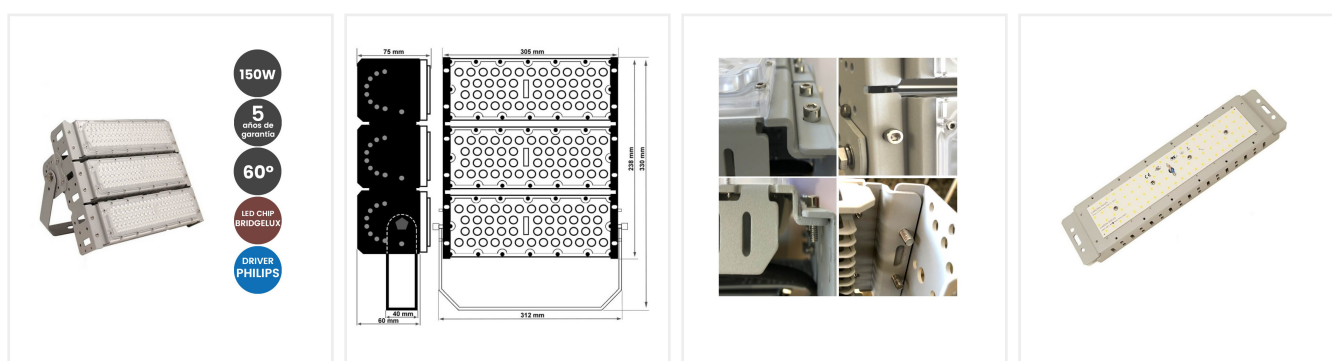 150W
5
años de
garantía
60º
LED CHIP
BRIDGELUX
DRIVER
PHILIPS
75 mm
305 mm
238 mm
330 mm
40 mm
60 mm
312 mm